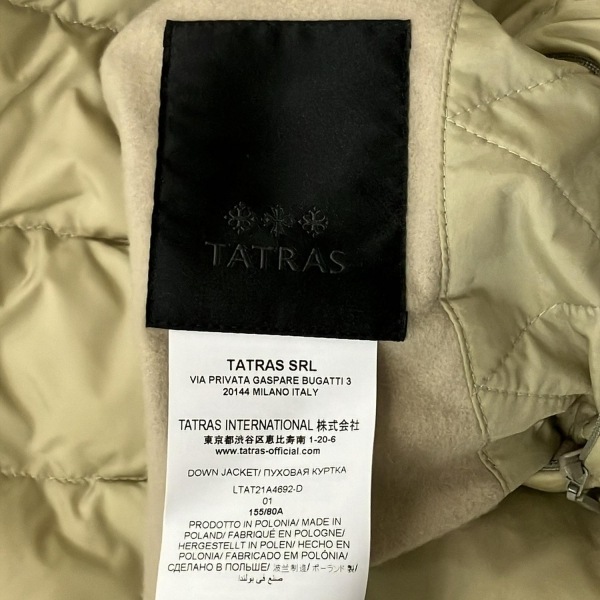 TATRAS
TATRAS SRL
VIA PRIVATA GASPARE BUGATTI 3
20144 MILANO ITALY
TATRAS INTERNATIONAL 株式会社
東京都渋谷区恵比寿南 1-20-6
www.tatras-official.com
DOWN JACKET/ ПУХОВАЯ КУРТКА
LTAT21A4692-D
01
155/80A
PRODOTTO IN POLONIA/ MADE IN
POLAND/ FABRIQUÉ EN POLOGNE/
HERGESTELLT IN POLEN/ HECHO EN
POLONIA/ FABRICADO EM POLÔNIA/
СДЕЛАНО В ПОЛЬШЕ/ 波兰制造/ ポーランド製/
صنع في بولندا